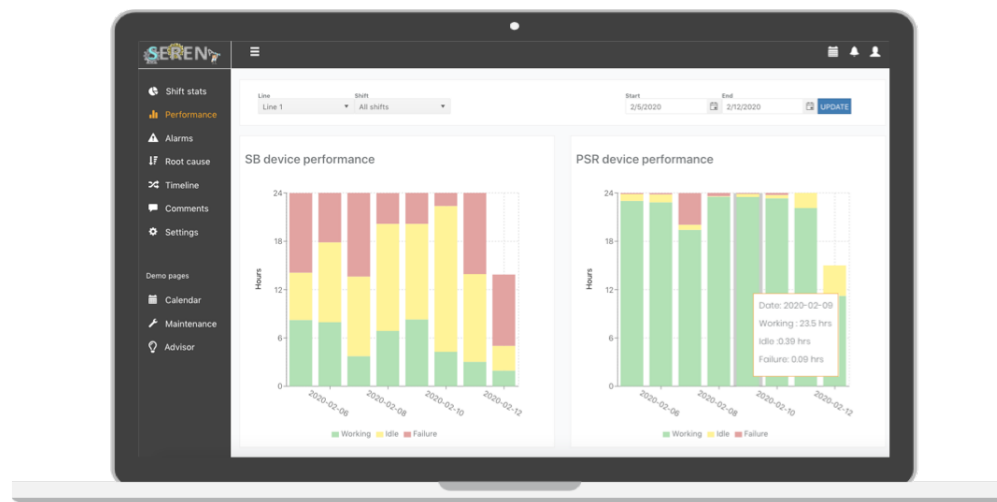 SEREN
Shift stats
Performance
Alarms
Root cause
Timeline
Comments
Settings
Demo pages
Calendar
Maintenance
Advisor
Line
Shift
Line 1
All shifts
Start
End
2/5/2020
2/12/2020
UPDATE
SB device performance
24
18
12
6
0
Hours
2020-02-06
2020-02-08
2020-02-10
2020-02-12
Working
Idle
Failure
PSR device performance
24
18
12
6
0
Hours
Date: 2020-02-09
Working : 23.5 hrs
Idle :0.39 hrs
Failure: 0.09 hrs
2020-02-06
2020-02-08
2020-02-10
2020-02-12
Working
Idle
Failure